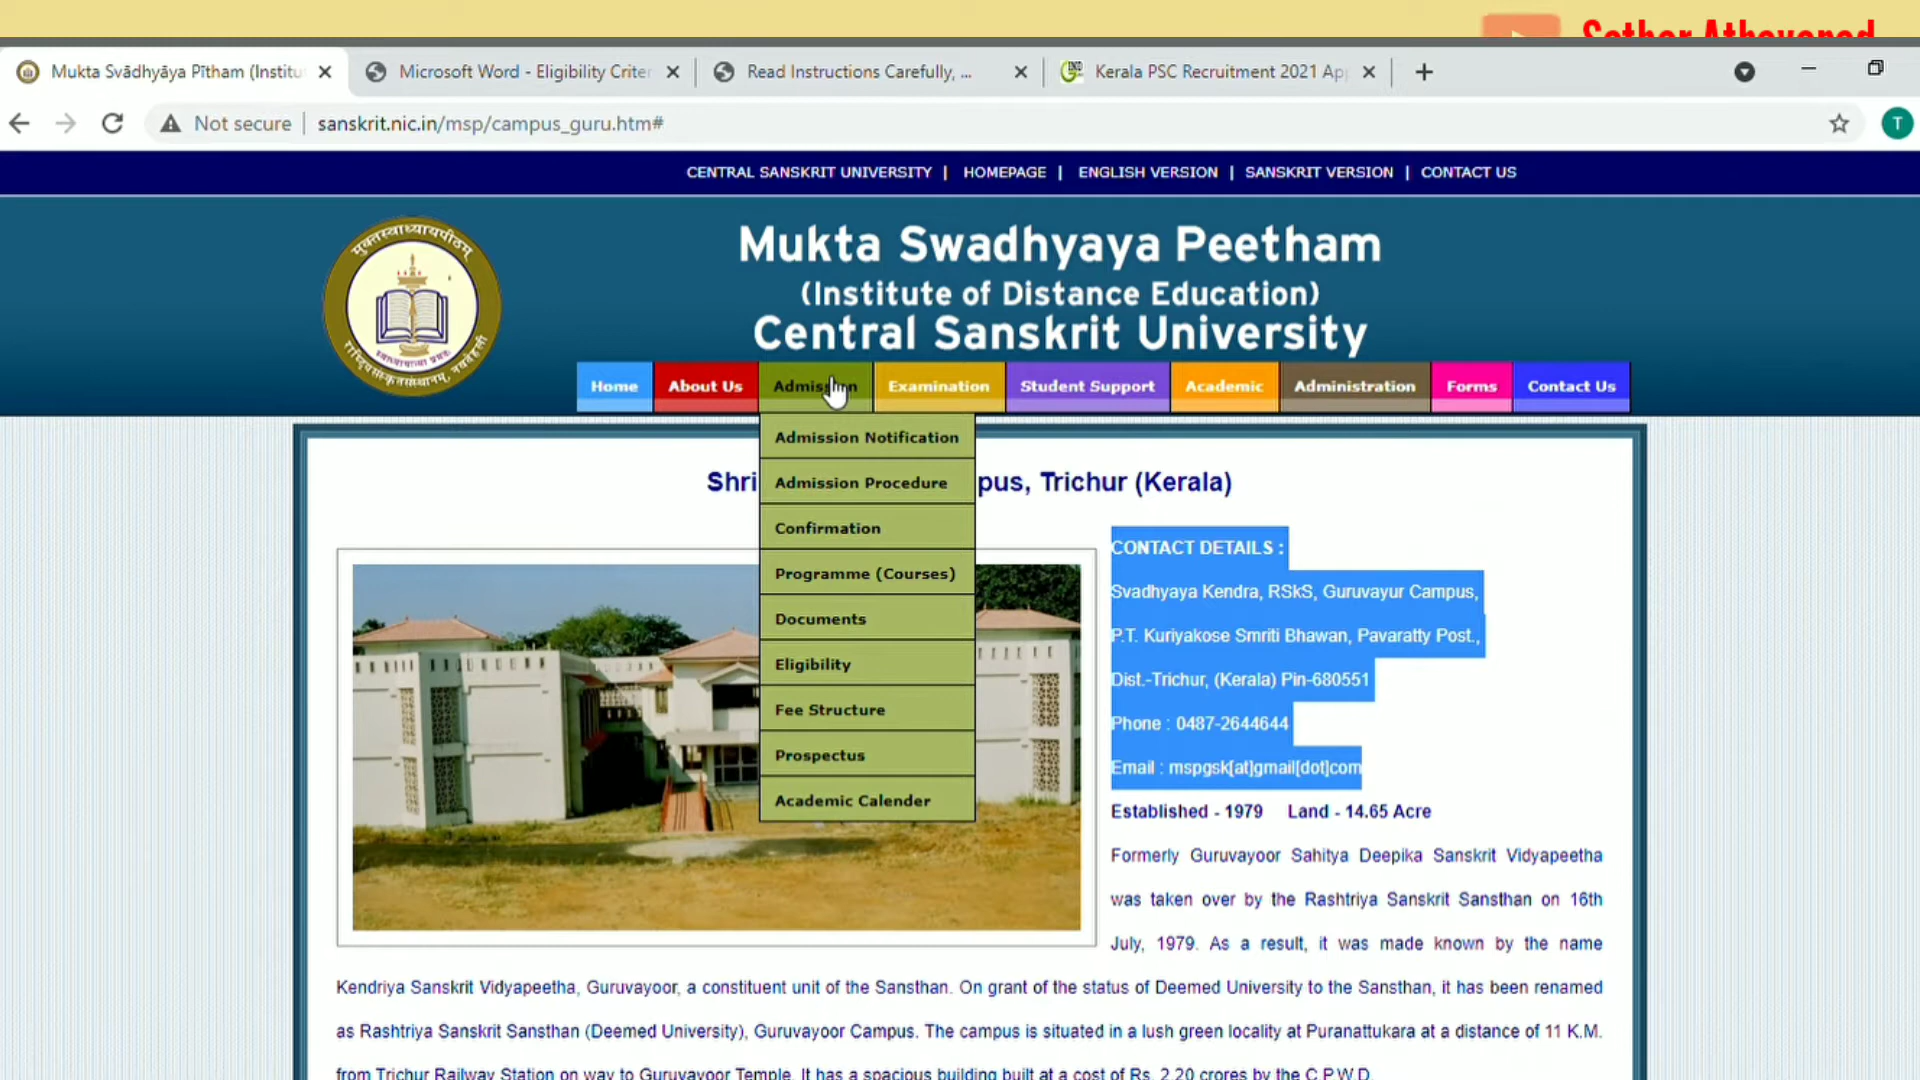 Mukta Svādhyāya Pītham (Institu
Microsoft Word - Eligibility Criter
Read Instructions Carefully, ...
Kerala PSC Recruitment 2021 Ap
Not secure
sanskrit.nic.in/msp/campus_guru.htm#
T
CENTRAL SANSKRIT UNIVERSITY | HOMEPAGE | ENGLISH VERSION | SANSKRIT VERSION | CONTACT US
मुक्तस्वाध्यायपीठम्
Mukta Swadhyaya Peetham
(Institute of Distance Education)
Central Sanskrit University
Home
About Us
Admission
Examination
Student Support
Academic
Administration
Forms
Contact Us
Admission Notification
Admission Procedure
Confirmation
Programme (Courses)
Documents
Eligibility
Fee Structure
Prospectus
Academic Calender
Shri
pus, Trichur (Kerala)
CONTACT DETAILS :
Svadhyaya Kendra, RSkS, Guruvayur Campus,
P.T. Kuriyakose Smriti Bhawan, Pavaratty Post.,
Dist.-Trichur, (Kerala) Pin-680551
Phone : 0487-2644644
Email : mspgsk[at]gmail[dot]com
Established - 1979 Land - 14.65 Acre
Formerly Guruvayoor Sahitya Deepika Sanskrit Vidyapeetha
was taken over by the Rashtriya Sanskrit Sansthan on 16th
July, 1979. As a result, it was made known by the name
Kendriya Sanskrit Vidyapeetha, Guruvayoor, a constituent unit of the Sansthan. On grant of the status of Deemed University to the Sansthan, it has been renamed
as Rashtriya Sanskrit Sansthan (Deemed University), Guruvayoor Campus. The campus is situated in a lush green locality at Puranattukara at a distance of 11 K.M.
from Trichur Railway Station on way to Guruvayoor Temple. It has a spacious building built at a cost of Rs. 2.20 crores by the C.P.W.D.